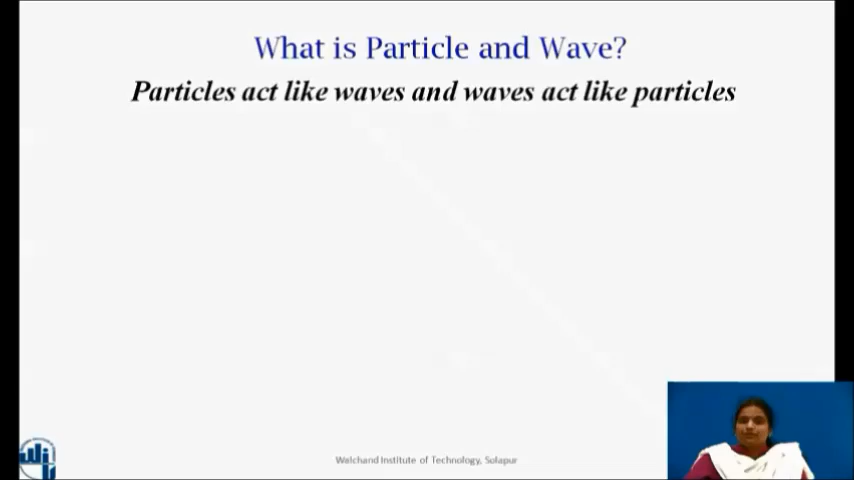 What is Particle and Wave?
Particles act like waves and waves act like particles
Walchand Institute of Technology, Solapur